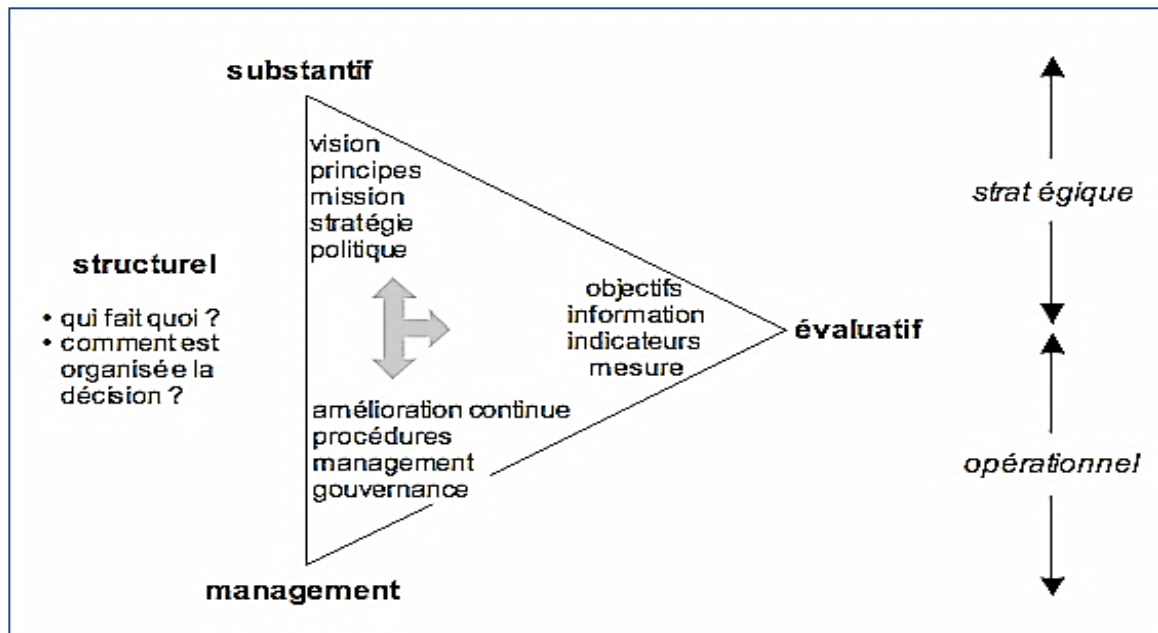 substantif
vision
principes
mission
stratégie
politique
structurel
• qui fait quoi ?
• comment est
organisée la
décision ?
objectifs
information
indicateurs
mesure
évaluatif
amélioration continue
procédures
management
gouvernance
management
strat égique
opérationnel